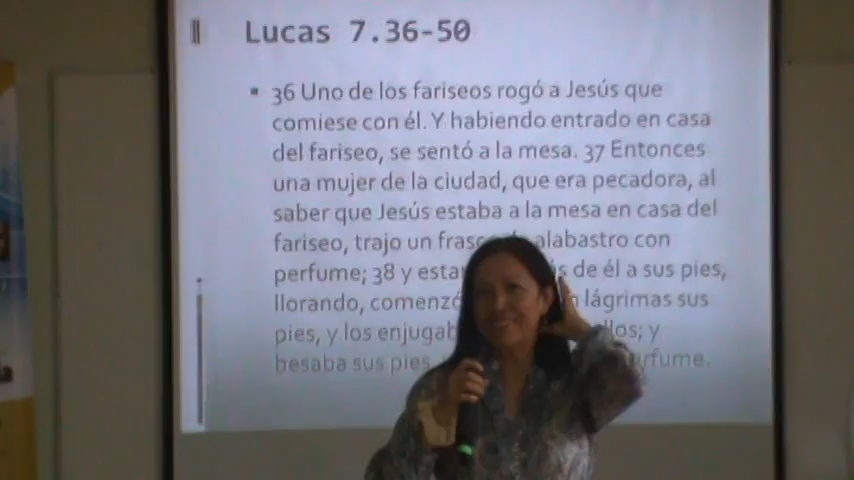 Lucas 7.36-50
▪ 36 Uno de los fariseos rogó a Jesús que
comiese con él. Y habiendo entrado en casa
del fariseo, se sentó a la mesa. 37 Entonces
una mujer de la ciudad, que era pecadora, al
saber que Jesús estaba a la mesa en casa del
fariseo, trajo un alabastro con
perfume; 38 y de él a sus pies,
llorando, lágrimas sus
pies, y los
besaba sus pies